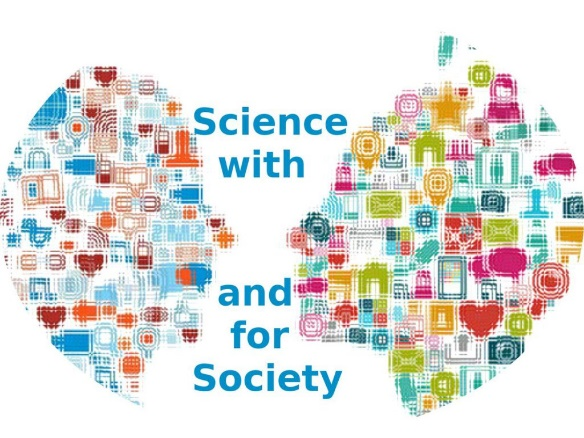 Science
with
and
for
Society